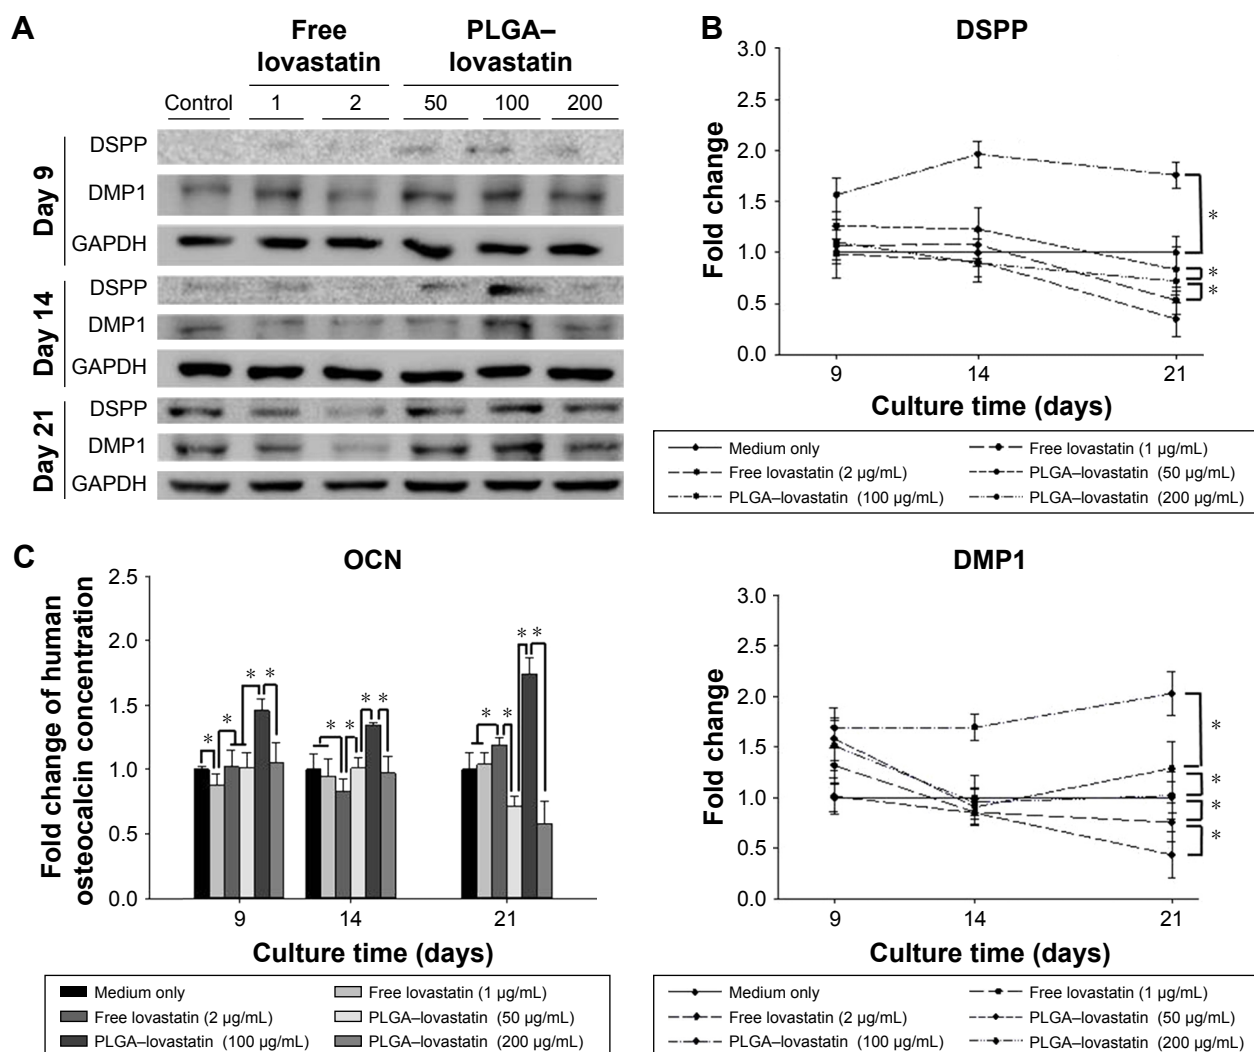 A
Free
lovastatin
PLGA–
lovastatin
Control 1 2 50 100 200
Day 9
DSPP
DMP1
GAPDH
Day 14
DSPP
DMP1
GAPDH
Day 21
DSPP
DMP1
GAPDH
B
DSPP
Fold change
3.0
2.5
2.0
1.5
1.0
0.5
0.0
*
*
*
9 14 21
Culture time (days)
Medium only
Free lovastatin (1 µg/mL)
Free lovastatin (2 µg/mL)
PLGA–lovastatin (50 µg/mL)
PLGA–lovastatin (100 µg/mL)
PLGA–lovastatin (200 µg/mL)
C
OCN
Fold change of human
osteocalcin concentration
2.5
2.0
1.5
1.0
0.5
0.0
* * * *
* * * *
* * * *
9 14 21
Culture time (days)
Medium only
Free lovastatin (1 µg/mL)
Free lovastatin (2 µg/mL)
PLGA–lovastatin (50 µg/mL)
PLGA–lovastatin (100 µg/mL)
PLGA–lovastatin (200 µg/mL)
DMP1
Fold change
3.0
2.5
2.0
1.5
1.0
0.5
0.0
*
*
*
*
9 14 21
Culture time (days)
Medium only
Free lovastatin (1 µg/mL)
Free lovastatin (2 µg/mL)
PLGA–lovastatin (50 µg/mL)
PLGA–lovastatin (100 µg/mL)
PLGA–lovastatin (200 µg/mL)